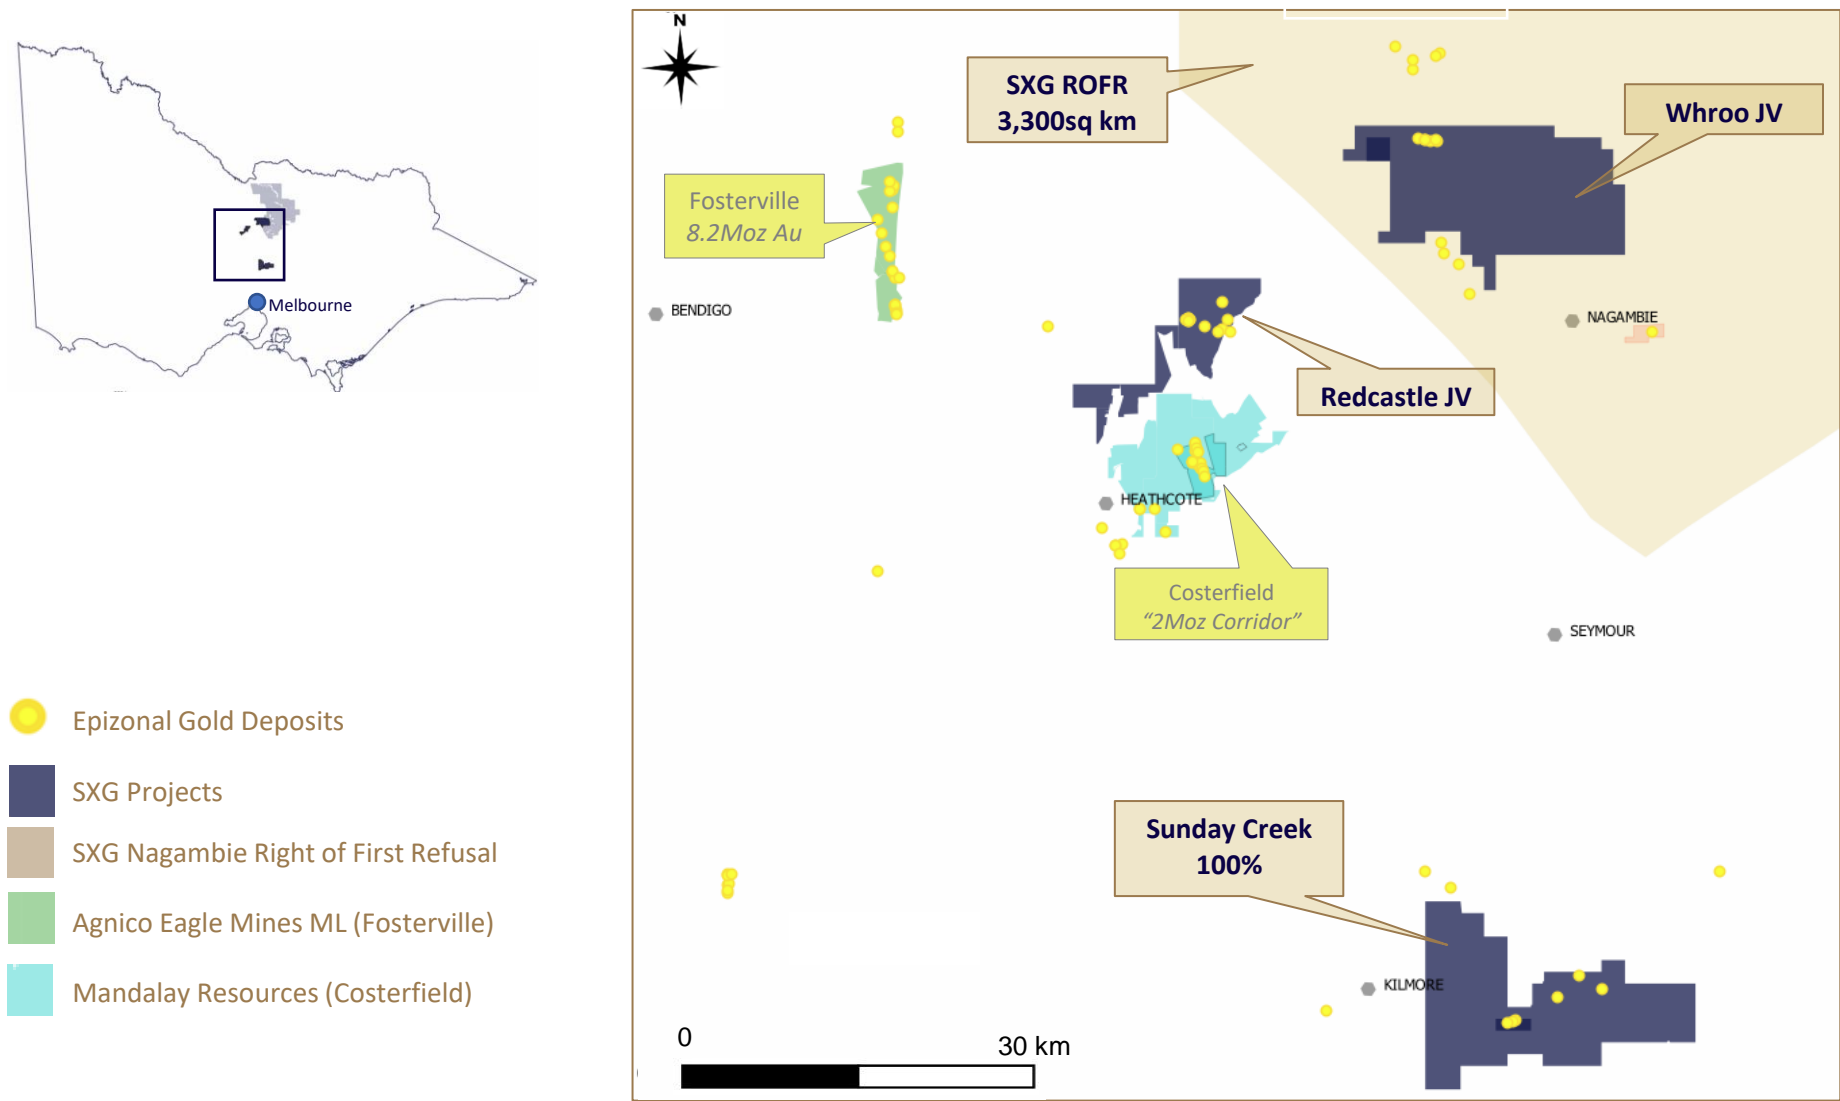 Melbourne
Epizonal Gold Deposits
SXG Projects
SXG Nagambie Right of First Refusal
Agnico Eagle Mines ML (Fosterville)
Mandalay Resources (Costerfield)
N
SXG ROFR
3,300sq km
Whroo JV
Fosterville
8.2Moz Au
BENDIGO
NAGAMBIE
Redcastle JV
HEATHCOTE
Costerfield
“2Moz Corridor”
SEYMOUR
Sunday Creek
100%
KILMORE
0
30 km